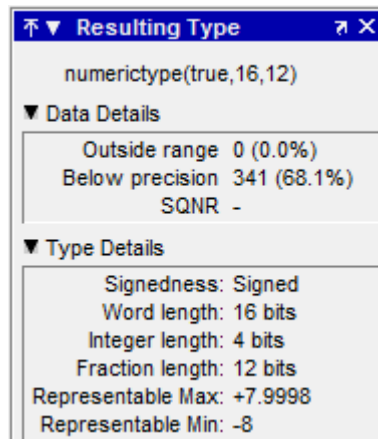 Resulting Type
numerictype(true,16,12)
Data Details
Outside range 0 (0.0%)
Below precision 341 (68.1%)
SQNR -
Type Details
Signedness: Signed
Word length: 16 bits
Integer length: 4 bits
Fraction length: 12 bits
Representable Max: +7.9998
Representable Min: -8